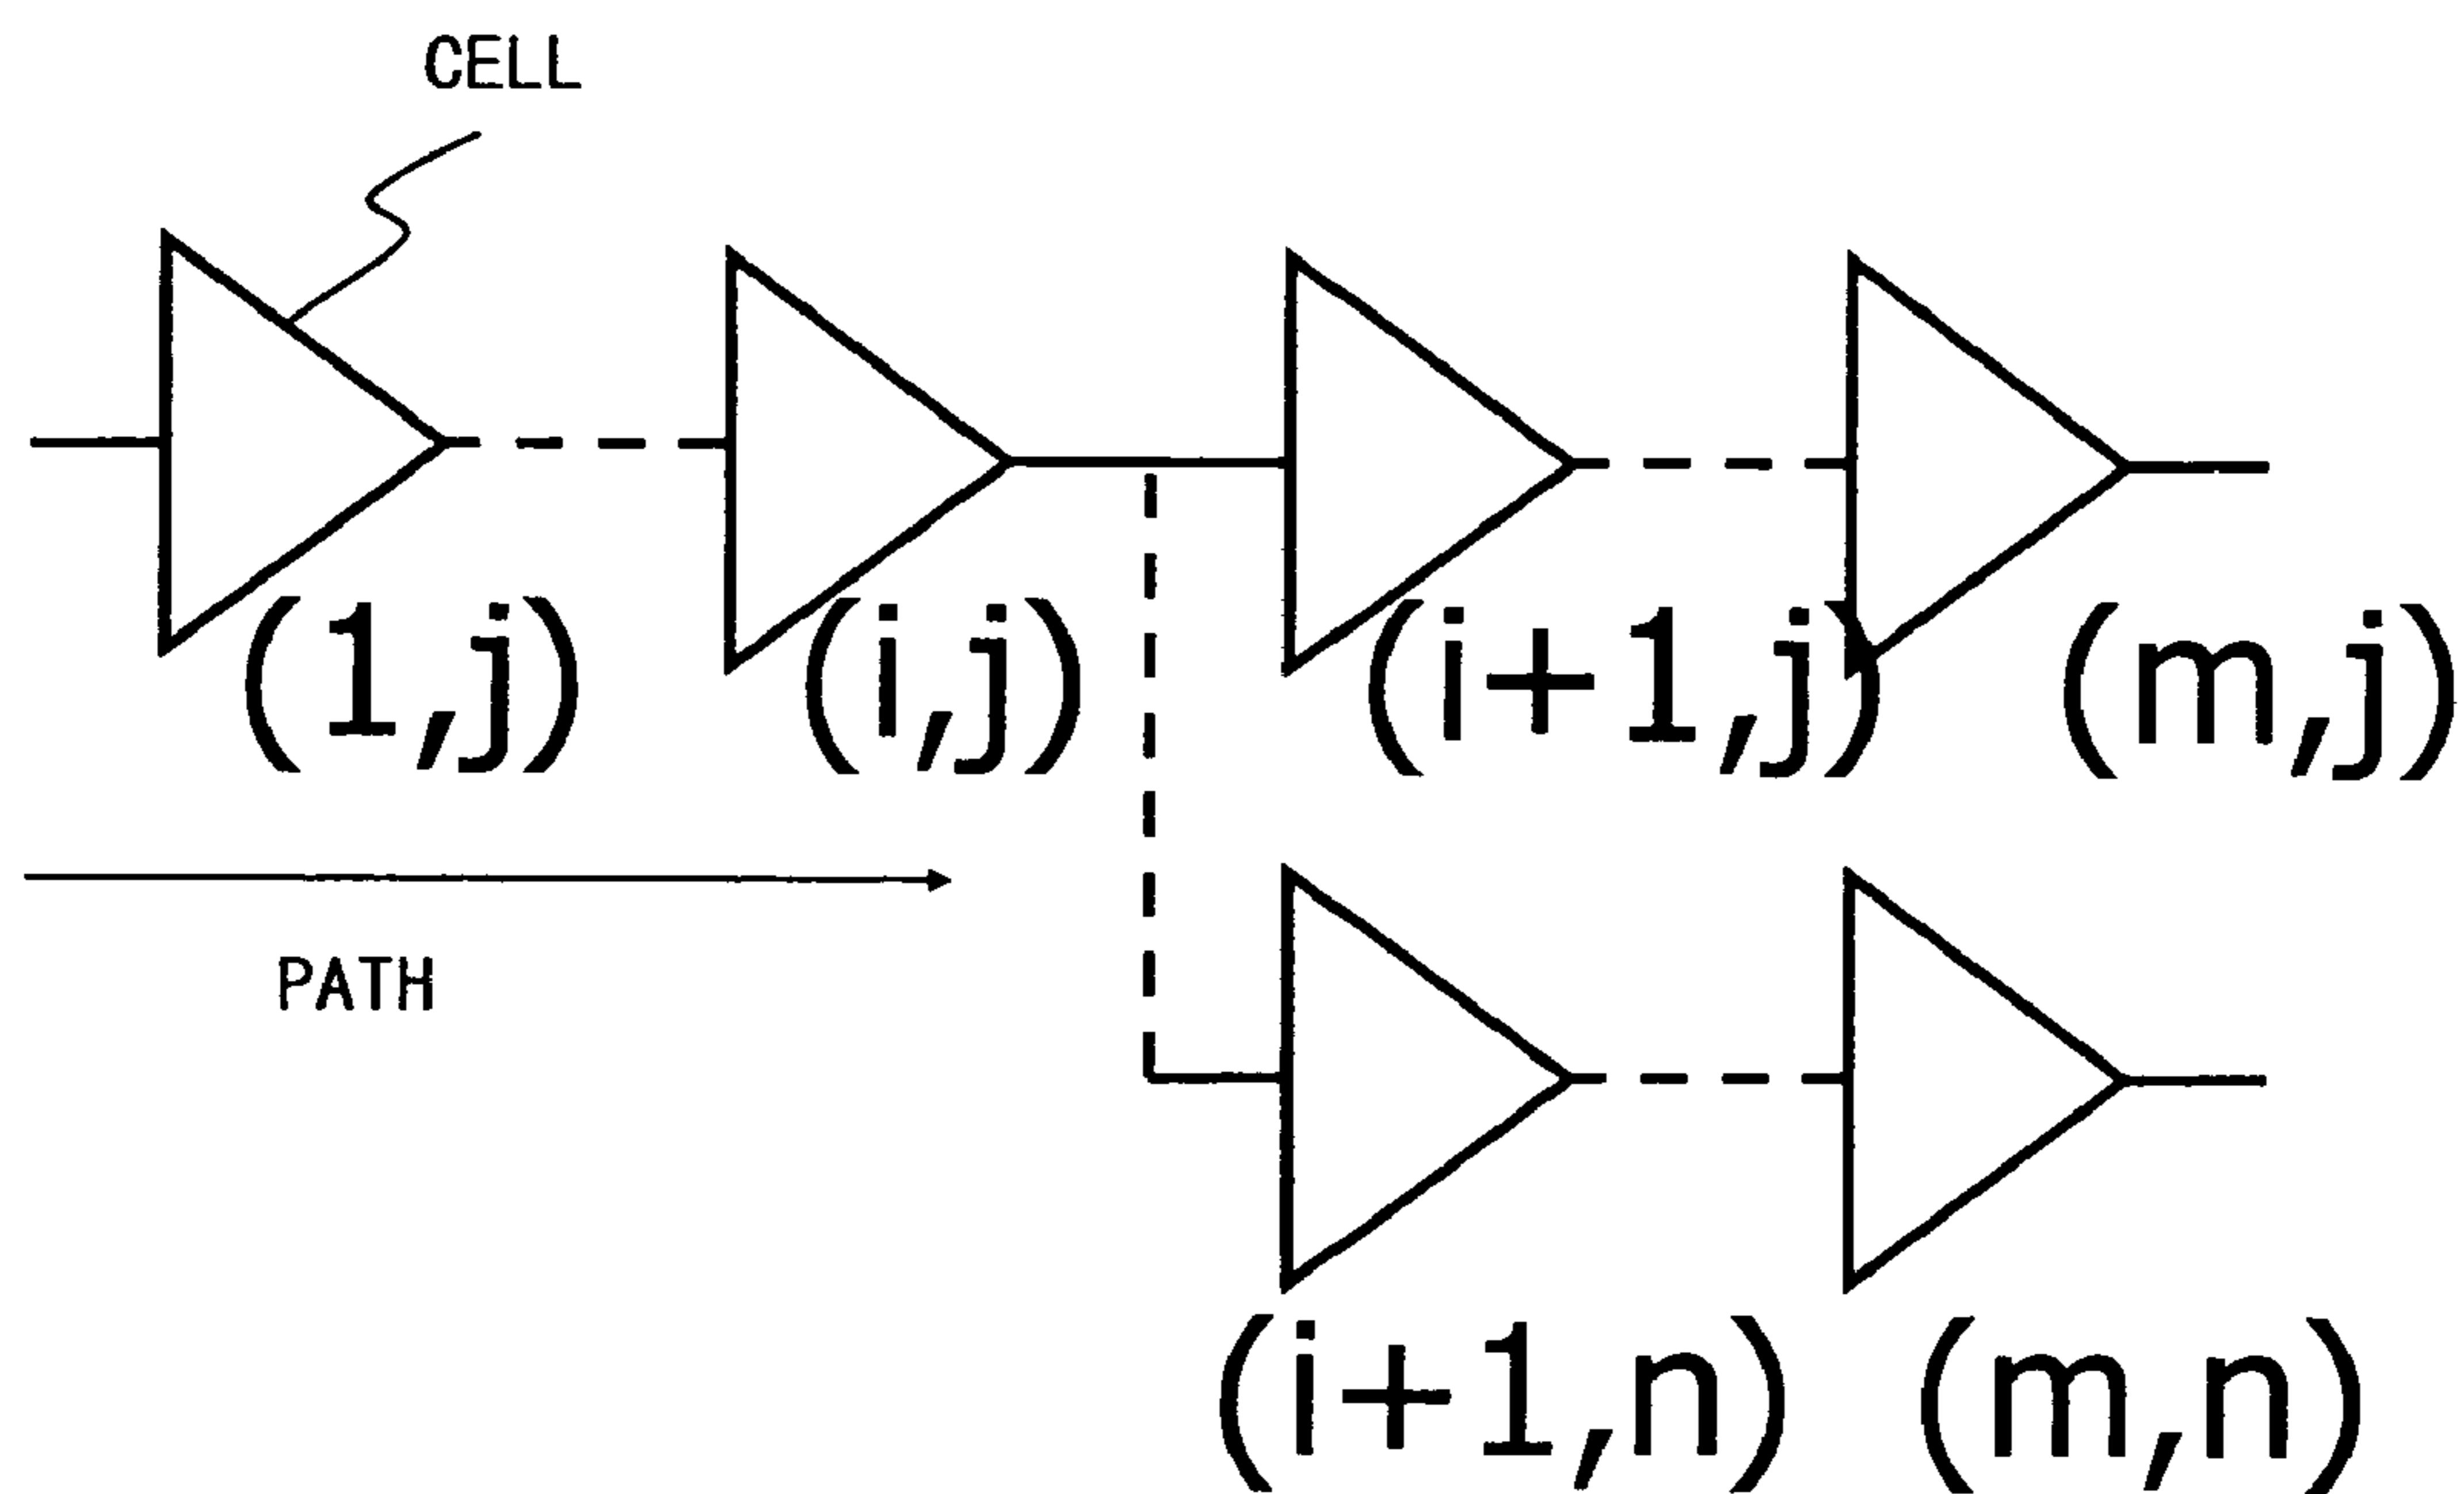 CELL
(1,j) (i,j) (i+1,j) (m,j)
PATH
(i+1,n) (m,n)